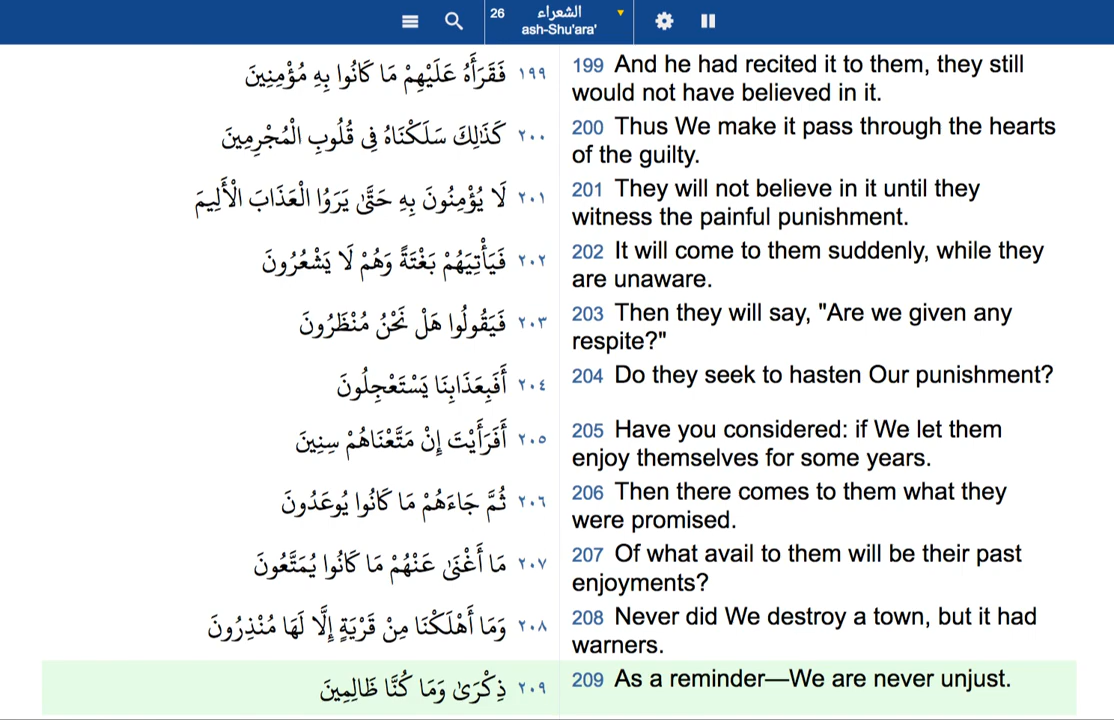 26
الشعراء
ash-Shu'ara'
١٩٩ فَقَرَأَهُ عَلَيْهِمْ مَا كَانُوا بِهِ مُؤْمِنِينَ
199 And he had recited it to them, they still
would not have believed in it.
٢٠٠ كَذَٰلِكَ سَلَكْنَاهُ فِي قُلُوبِ الْمُجْرِمِينَ
200 Thus We make it pass through the hearts
of the guilty.
٢٠١ لَا يُؤْمِنُونَ بِهِ حَتَّىٰ يَرَوُا الْعَذَابَ الْأَلِيمَ
201 They will not believe in it until they
witness the painful punishment.
٢٠٢ فَيَأْتِيَهُمْ بَغْتَةً وَهُمْ لَا يَشْعُرُونَ
202 It will come to them suddenly, while they
are unaware.
٢٠٣ فَيَقُولُوا هَلْ نَحْنُ مُنْظَرُونَ
203 Then they will say, "Are we given any
respite?"
٢٠٤ أَفَبِعَذَابِنَا يَسْتَعْجِلُونَ
204 Do they seek to hasten Our punishment?
٢٠٥ أَفَرَأَيْتَ إِنْ مَتَّعْنَاهُمْ سِنِينَ
205 Have you considered: if We let them
enjoy themselves for some years.
٢٠٦ ثُمَّ جَاءَهُمْ مَا كَانُوا يُوعَدُونَ
206 Then there comes to them what they
were promised.
٢٠٧ مَا أَغْنَىٰ عَنْهُمْ مَا كَانُوا يُمَتَّعُونَ
207 Of what avail to them will be their past
enjoyments?
٢٠٨ وَمَا أَهْلَكْنَا مِنْ قَرْيَةٍ إِلَّا لَهَا مُنْذِرُونَ
208 Never did We destroy a town, but it had
warners.
٢٠٩ ذِكْرَىٰ وَمَا كُنَّا ظَالِمِينَ
209 As a reminder—We are never unjust.